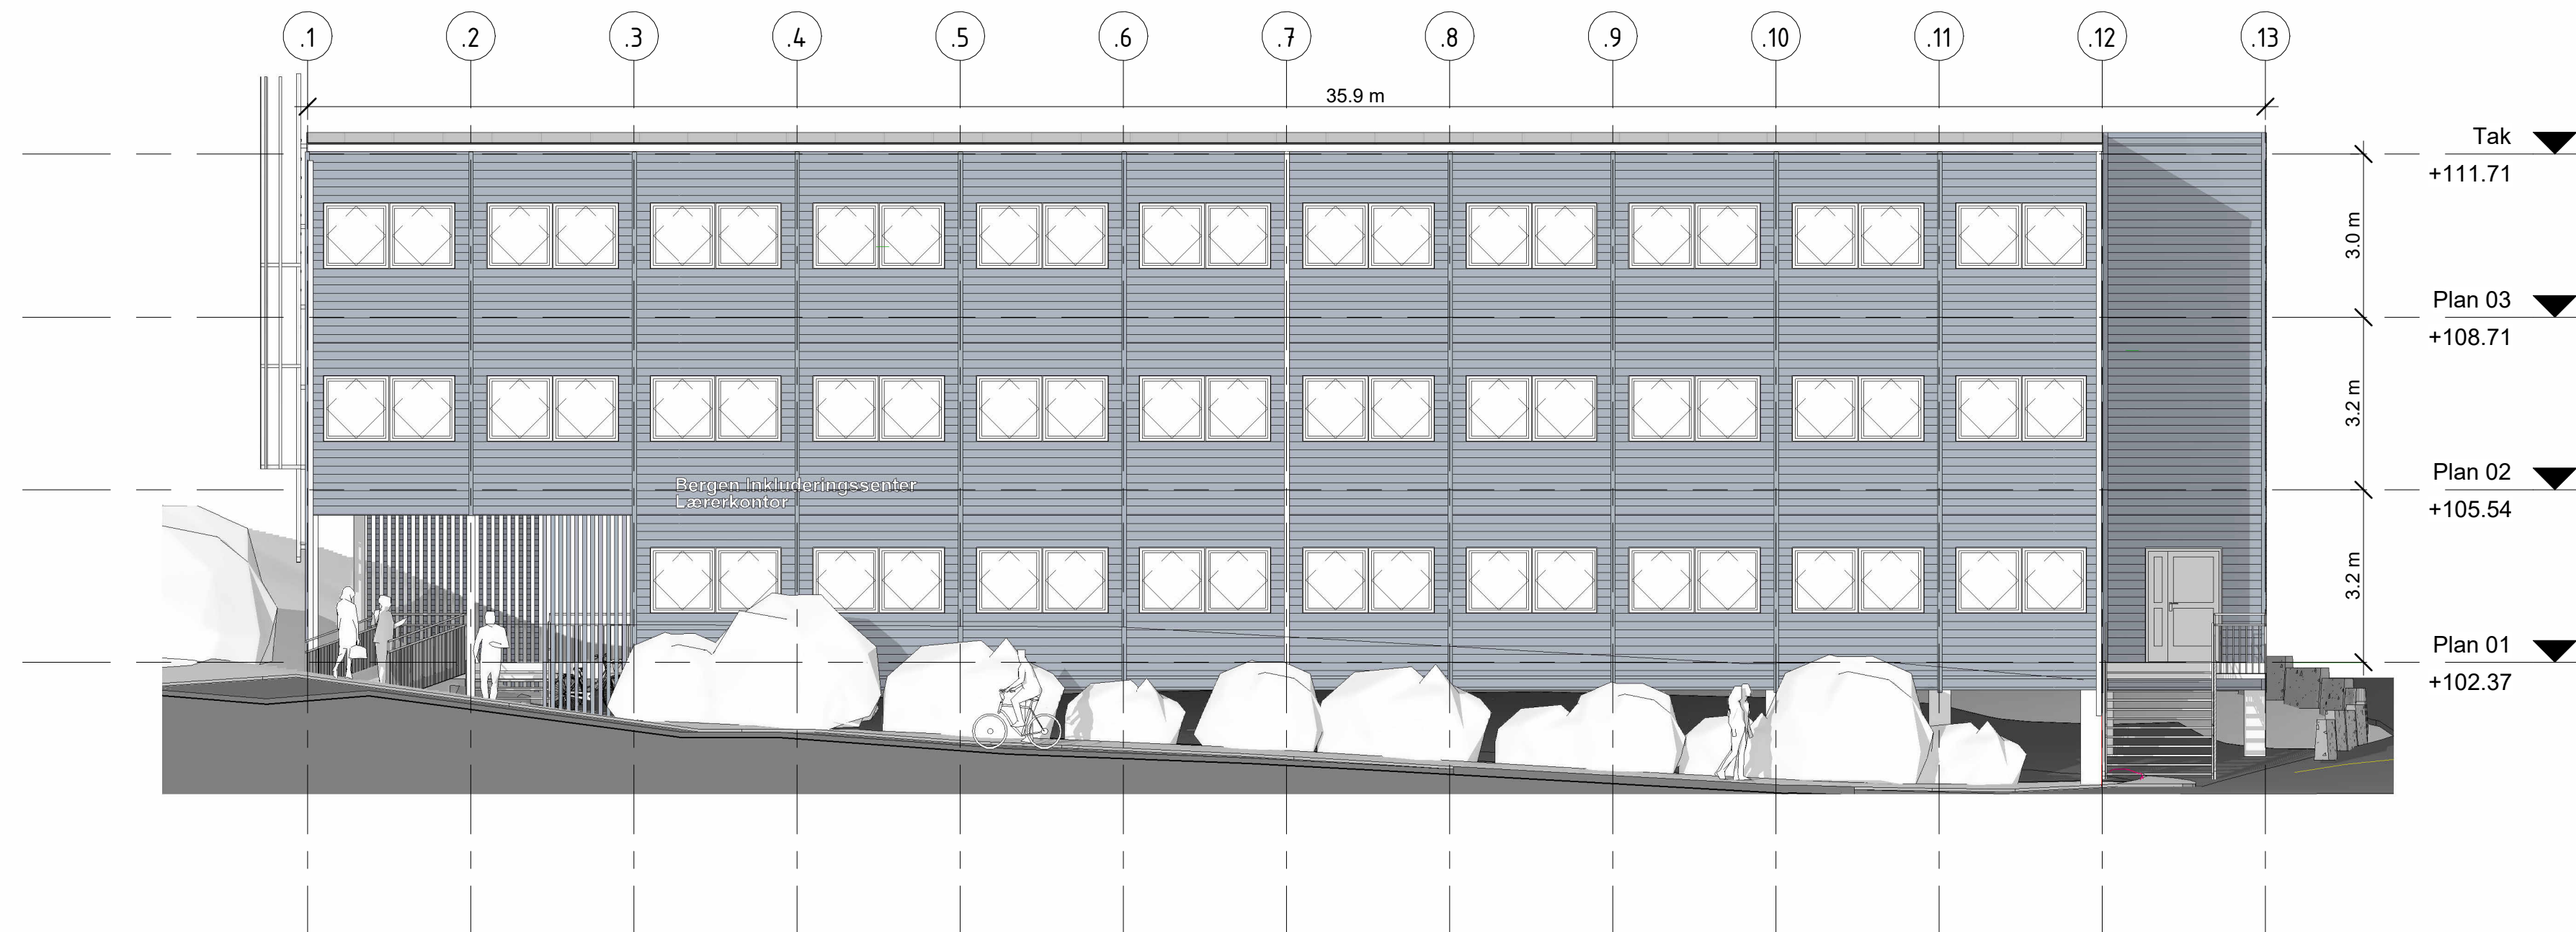 .1 .2 .3 .4 .5 .6 .7 .8 .9 .10 .11 .12 .13
35.9 m
Tak
+111.71
3.0 m
Plan 03
+108.71
3.2 m
Plan 02
+105.54
Bergen Inkluderingssenter
Lærerkontor
3.2 m
Plan 01
+102.37